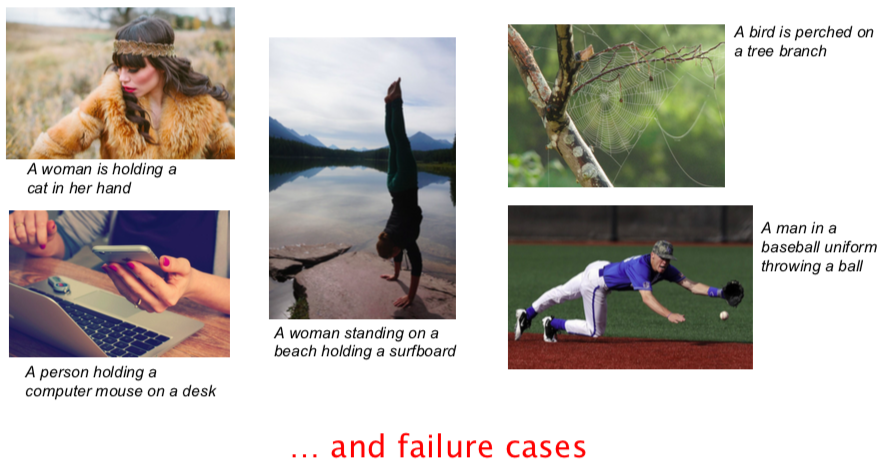 A woman is holding a
cat in her hand
A person holding a
computer mouse on a desk
A woman standing on a
beach holding a surfboard
A bird is perched on
a tree branch
A man in a
baseball uniform
throwing a ball
… and failure cases